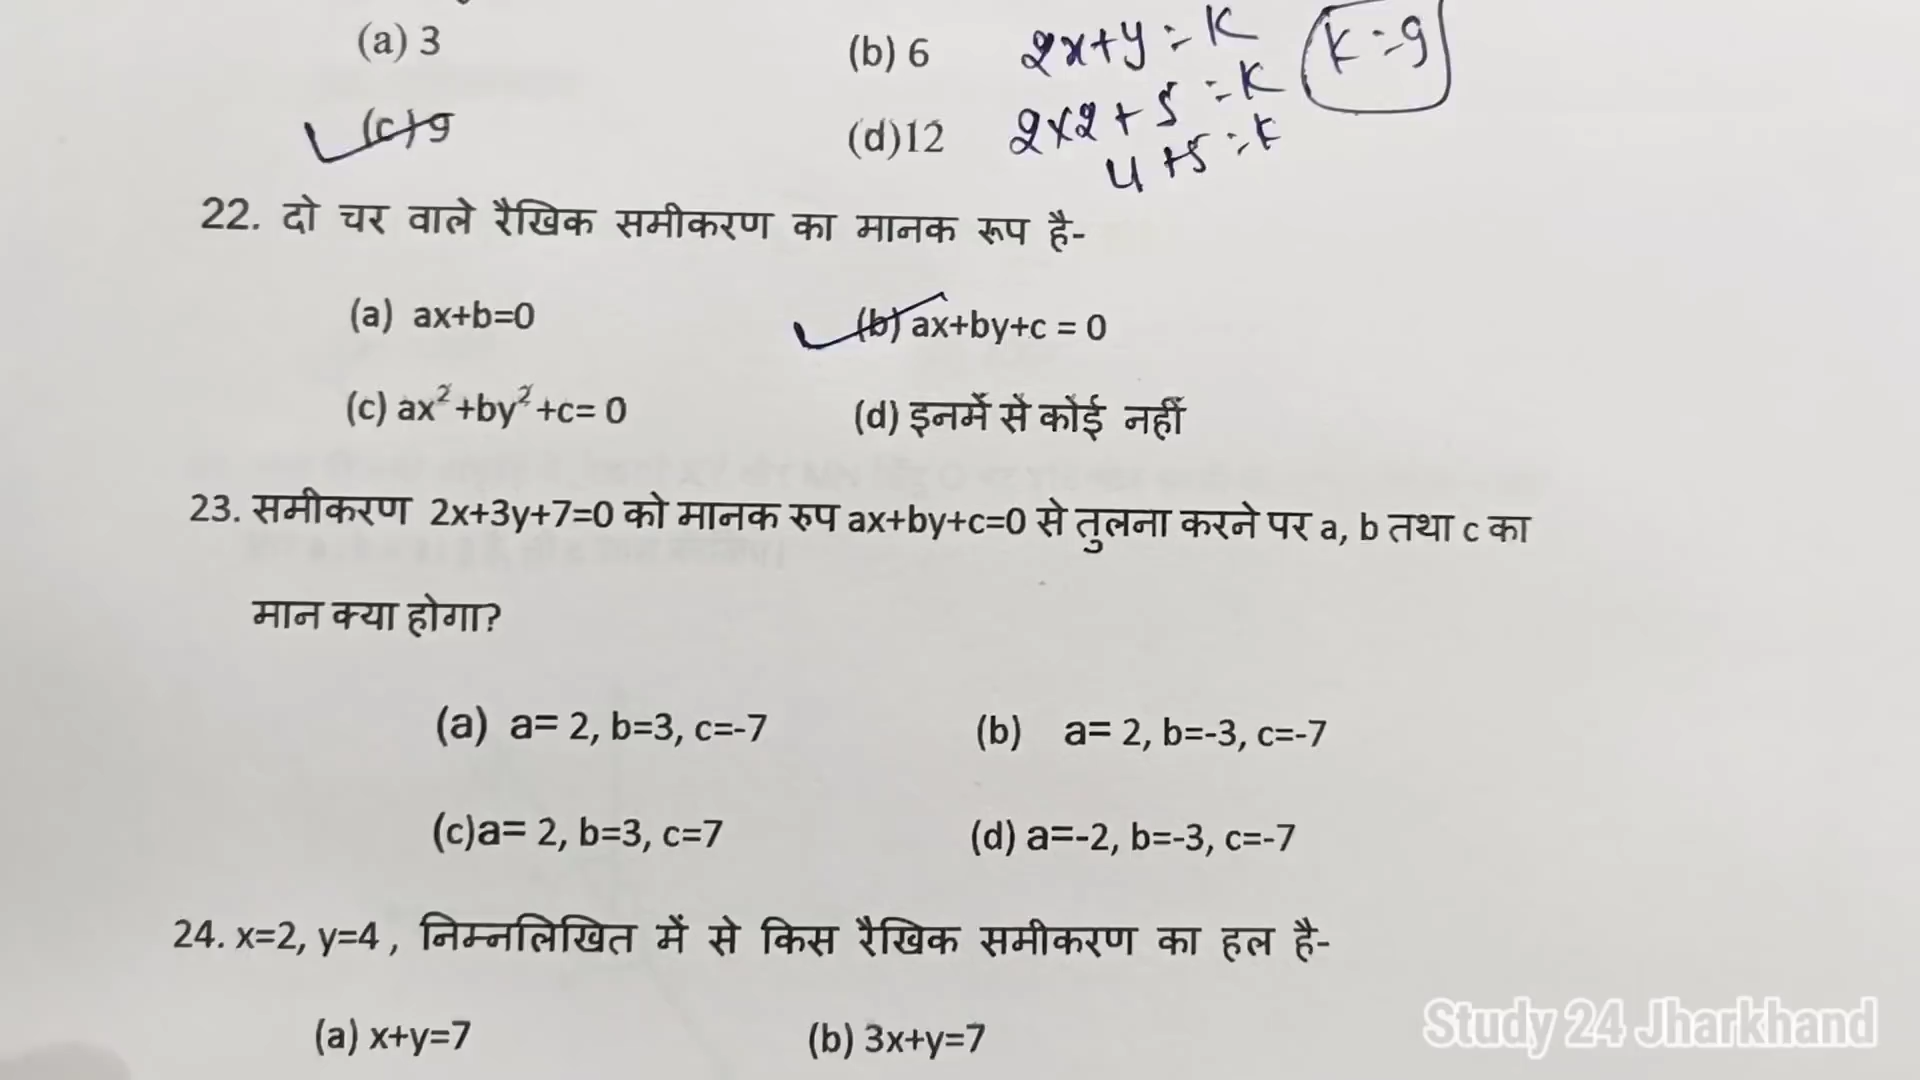 (a) 3
(b) 6
2x+y=K
K=9
(c) 9
(d)12
2x2+5=K
4+5=k
22. दो चर वाले रैखिक समीकरण का मानक रूप है-
(a) ax+b=0
(b) ax+by+c = 0
(c) ax²+by²+c= 0
(d) इनमें से कोई नहीं
23. समीकरण 2x+3y+7=0 को मानक रुप ax+by+c=0 से तुलना करने पर a, b तथा c का
मान क्या होगा?
(a) a= 2, b=3, c=-7
(b) a= 2, b=-3, c=-7
(c)a= 2, b=3, c=7
(d) a=-2, b=-3, c=-7
24. x=2, y=4 , निम्नलिखित में से किस रैखिक समीकरण का हल है-
(a) x+y=7
(b) 3x+y=7
Study 24 Jharkhand